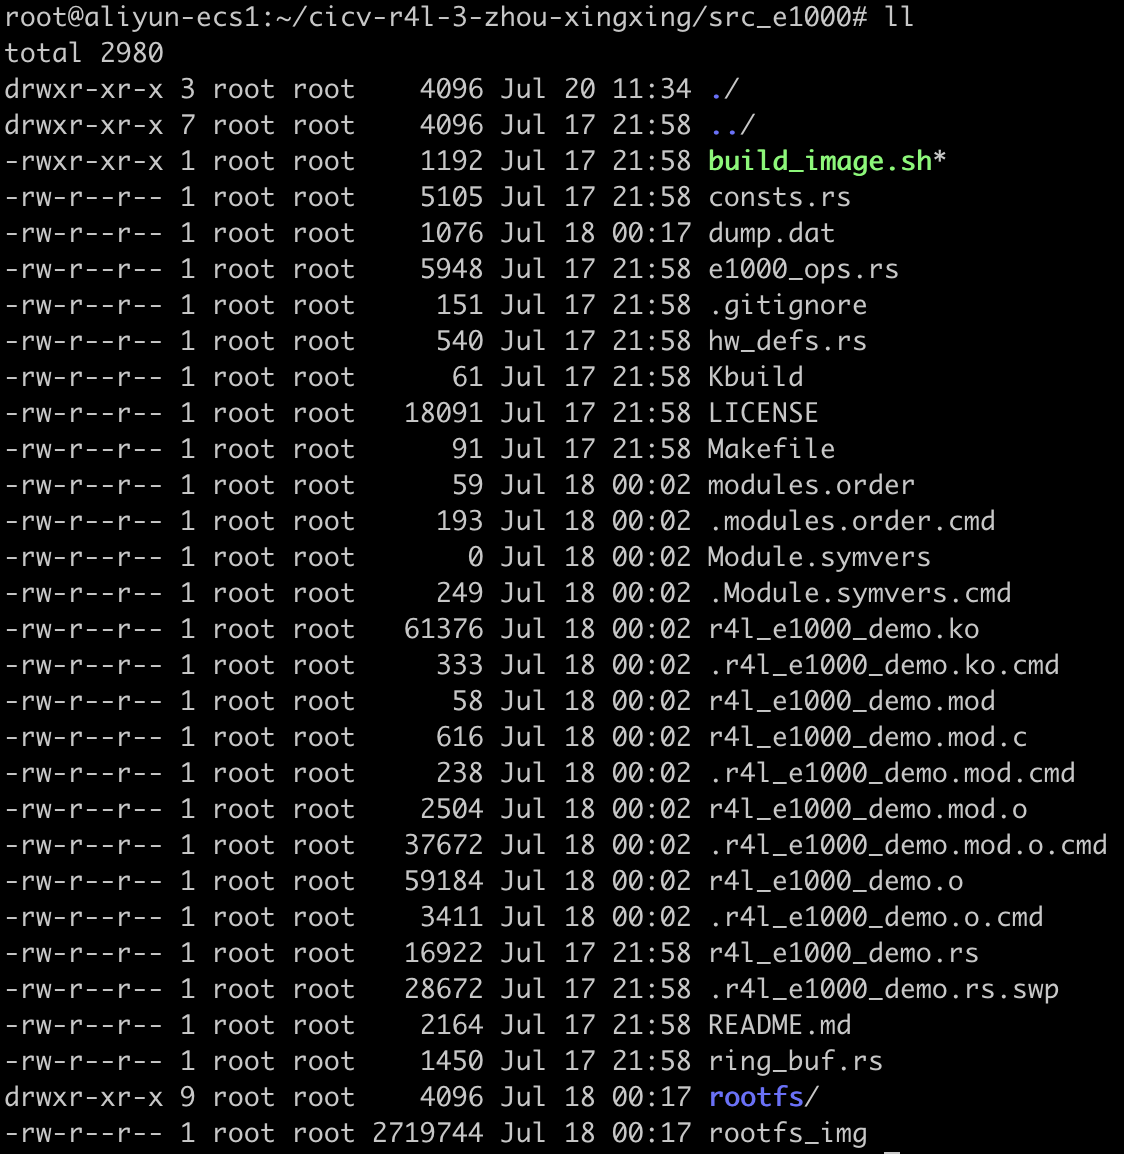 root@aliyun-ecs1:~/cicv-r4l-3-zhou-xingxing/src_e1000# ll
total 2980
drwxr-xr-x 3 root root    4096 Jul 20 11:34 ./
drwxr-xr-x 7 root root    4096 Jul 17 21:58 ../
-rwxr-xr-x 1 root root    1192 Jul 17 21:58 build_image.sh*
-rw-r--r-- 1 root root    5105 Jul 17 21:58 consts.rs
-rw-r--r-- 1 root root    1076 Jul 18 00:17 dump.dat
-rw-r--r-- 1 root root    5948 Jul 17 21:58 e1000_ops.rs
-rw-r--r-- 1 root root     151 Jul 17 21:58 .gitignore
-rw-r--r-- 1 root root     540 Jul 17 21:58 hw_defs.rs
-rw-r--r-- 1 root root      61 Jul 17 21:58 Kbuild
-rw-r--r-- 1 root root   18091 Jul 17 21:58 LICENSE
-rw-r--r-- 1 root root      91 Jul 17 21:58 Makefile
-rw-r--r-- 1 root root      59 Jul 18 00:02 modules.order
-rw-r--r-- 1 root root     193 Jul 18 00:02 .modules.order.cmd
-rw-r--r-- 1 root root       0 Jul 18 00:02 Module.symvers
-rw-r--r-- 1 root root     249 Jul 18 00:02 .Module.symvers.cmd
-rw-r--r-- 1 root root   61376 Jul 18 00:02 r4l_e1000_demo.ko
-rw-r--r-- 1 root root     333 Jul 18 00:02 .r4l_e1000_demo.ko.cmd
-rw-r--r-- 1 root root      58 Jul 18 00:02 r4l_e1000_demo.mod
-rw-r--r-- 1 root root     616 Jul 18 00:02 r4l_e1000_demo.mod.c
-rw-r--r-- 1 root root     238 Jul 18 00:02 .r4l_e1000_demo.mod.cmd
-rw-r--r-- 1 root root    2504 Jul 18 00:02 r4l_e1000_demo.mod.o
-rw-r--r-- 1 root root   37672 Jul 18 00:02 .r4l_e1000_demo.mod.o.cmd
-rw-r--r-- 1 root root   59184 Jul 18 00:02 r4l_e1000_demo.o
-rw-r--r-- 1 root root    3411 Jul 18 00:02 .r4l_e1000_demo.o.cmd
-rw-r--r-- 1 root root   16922 Jul 17 21:58 r4l_e1000_demo.rs
-rw-r--r-- 1 root root   28672 Jul 17 21:58 .r4l_e1000_demo.rs.swp
-rw-r--r-- 1 root root    2164 Jul 17 21:58 README.md
-rw-r--r-- 1 root root    1450 Jul 17 21:58 ring_buf.rs
drwxr-xr-x 9 root root    4096 Jul 18 00:17 rootfs/
-rw-r--r-- 1 root root 2719744 Jul 18 00:17 rootfs_img